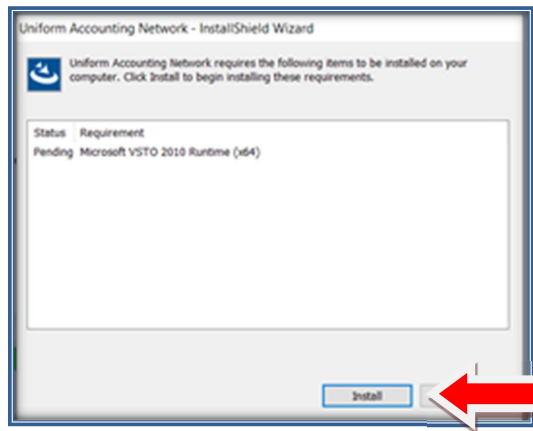 Uniform Accounting Network - InstallShield Wizard
Uniform Accounting Network requires the following items to be installed on your
computer. Click Install to begin installing these requirements.
Status Requirement
Pending Microsoft VSTO 2010 Runtime (x64)
Install